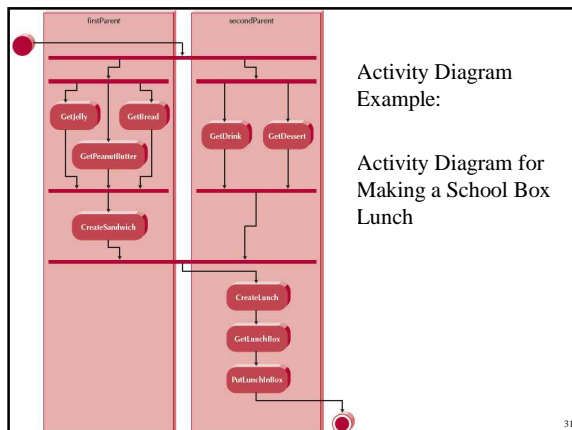 firstParent
secondParent
GetJelly
GetBread
GetPeanutButter
GetDrink
GetDessert
CreateSandwich
CreateLunch
GetLunchBox
PutLunchInBox
Activity Diagram
Example:
Activity Diagram for
Making a School Box
Lunch
31